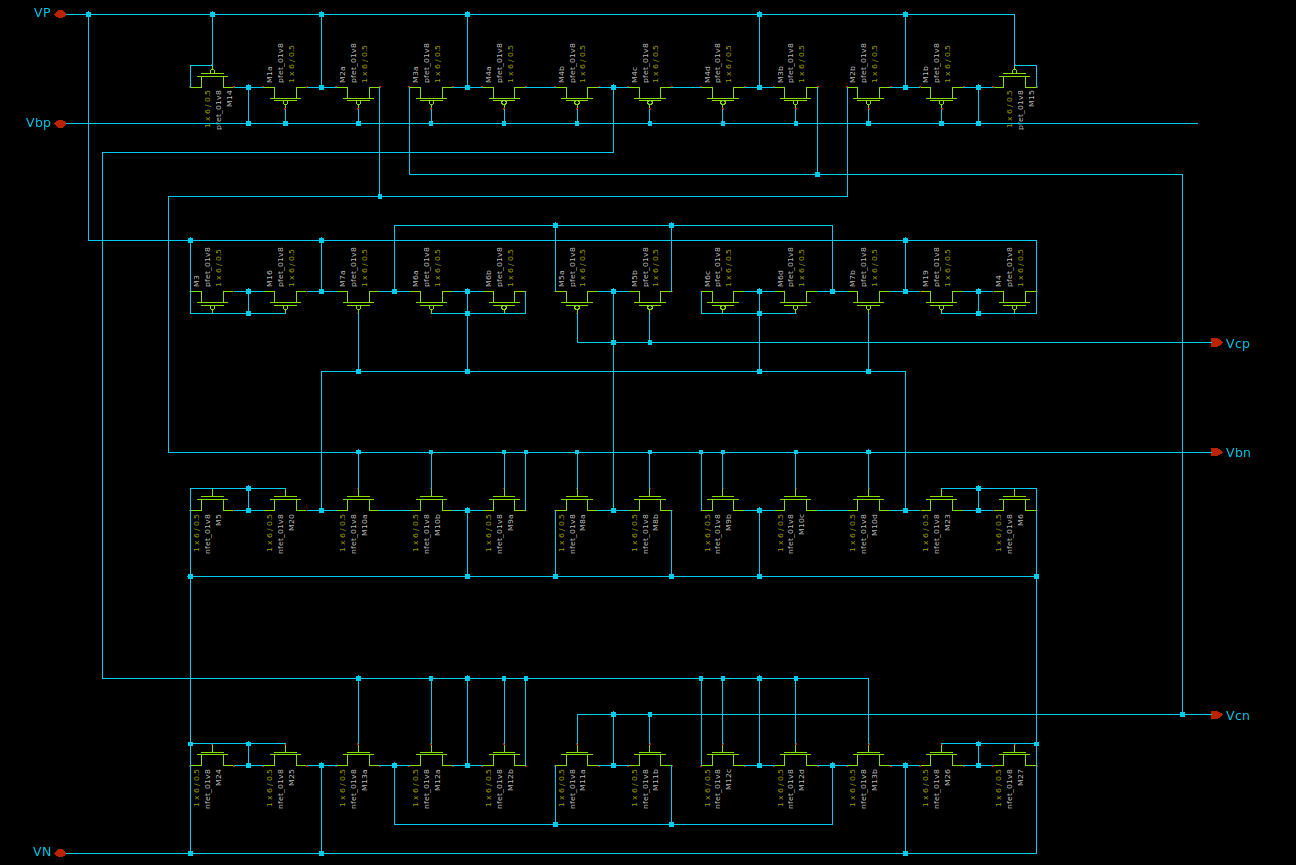 VP
M14
pfet_01v8
1 x 6 / 0.5
M1a
pfet_01v8
1 x 6 / 0.5
M2a
pfet_01v8
1 x 6 / 0.5
M3a
pfet_01v8
1 x 6 / 0.5
M4a
pfet_01v8
1 x 6 / 0.5
M4b
pfet_01v8
1 x 6 / 0.5
M4c
pfet_01v8
1 x 6 / 0.5
M4d
pfet_01v8
1 x 6 / 0.5
M3b
pfet_01v8
1 x 6 / 0.5
M2b
pfet_01v8
1 x 6 / 0.5
M1b
pfet_01v8
1 x 6 / 0.5
M15
pfet_01v8
1 x 6 / 0.5
Vbp
M3
pfet_01v8
1 x 6 / 0.5
M16
pfet_01v8
1 x 6 / 0.5
M7a
pfet_01v8
1 x 6 / 0.5
M6a
pfet_01v8
1 x 6 / 0.5
M6b
pfet_01v8
1 x 6 / 0.5
M5a
pfet_01v8
1 x 6 / 0.5
M5b
pfet_01v8
1 x 6 / 0.5
M6c
pfet_01v8
1 x 6 / 0.5
M6d
pfet_01v8
1 x 6 / 0.5
M7b
pfet_01v8
1 x 6 / 0.5
M19
pfet_01v8
1 x 6 / 0.5
M4
pfet_01v8
1 x 6 / 0.5
Vcp
Vbn
1 x 6 / 0.5
nfet_01v8
M5
1 x 6 / 0.5
nfet_01v8
M20
1 x 6 / 0.5
nfet_01v8
M10a
1 x 6 / 0.5
nfet_01v8
M10b
1 x 6 / 0.5
nfet_01v8
M9a
1 x 6 / 0.5
nfet_01v8
M8a
1 x 6 / 0.5
nfet_01v8
M8b
1 x 6 / 0.5
nfet_01v8
M9b
1 x 6 / 0.5
nfet_01v8
M10c
1 x 6 / 0.5
nfet_01v8
M10d
1 x 6 / 0.5
nfet_01v8
M23
1 x 6 / 0.5
nfet_01v8
M6
Vcn
1 x 6 / 0.5
nfet_01v8
M24
1 x 6 / 0.5
nfet_01v8
M25
1 x 6 / 0.5
nfet_01v8
M13a
1 x 6 / 0.5
nfet_01v8
M12a
1 x 6 / 0.5
nfet_01v8
M12b
1 x 6 / 0.5
nfet_01v8
M11a
1 x 6 / 0.5
nfet_01v8
M11b
1 x 6 / 0.5
nfet_01v8
M12c
1 x 6 / 0.5
nfet_01v8
M12d
1 x 6 / 0.5
nfet_01v8
M13b
1 x 6 / 0.5
nfet_01v8
M26
1 x 6 / 0.5
nfet_01v8
M27
VN